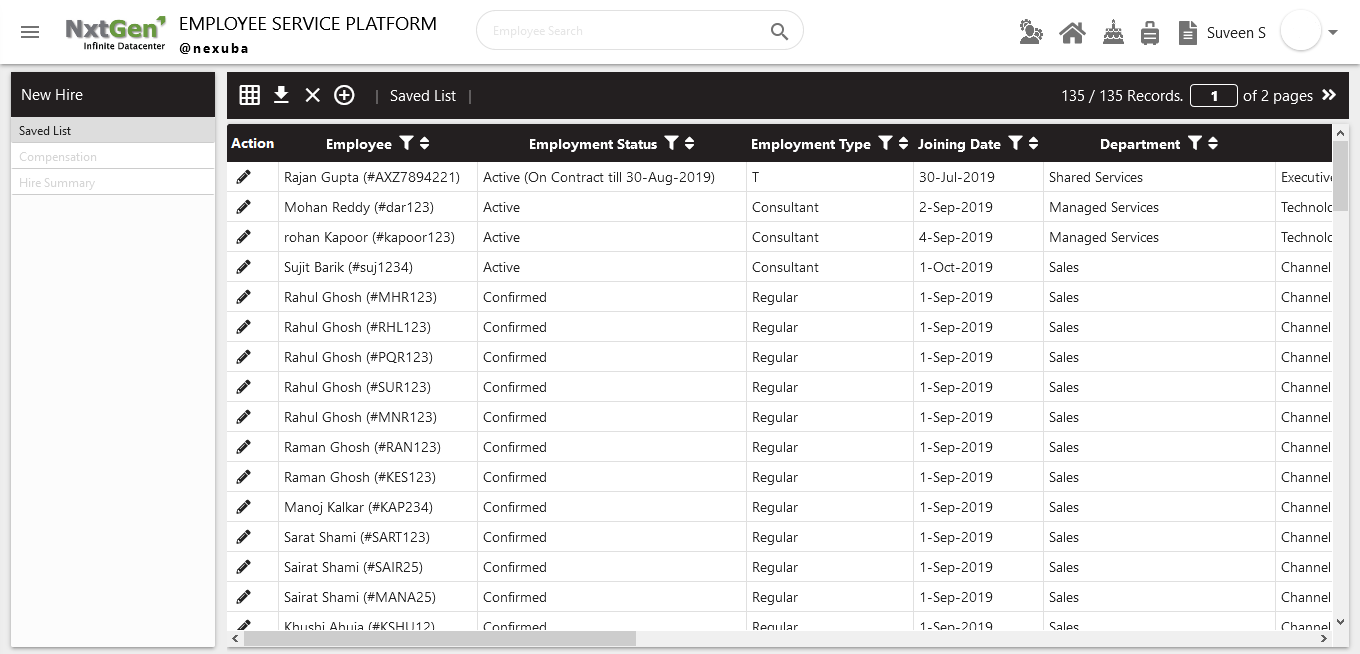 NxtGen
Infinite Datacenter
EMPLOYEE SERVICE PLATFORM
@nexuba
Employee Search
Suveen S
New Hire
Saved List
Compensation
Hire Summary
| Saved List |
135 / 135 Records. 1 of 2 pages
Action Employee Employment Status Employment Type Joining Date Department
Rajan Gupta (#AXZ7894221) Active (On Contract till 30-Aug-2019) T 30-Jul-2019 Shared Services Executive
Mohan Reddy (#dar123) Active Consultant 2-Sep-2019 Managed Services Technolo
rohan Kapoor (#kapoor123) Active Consultant 4-Sep-2019 Managed Services Technolo
Sujit Barik (#suj1234) Active Consultant 1-Oct-2019 Sales Channel
Rahul Ghosh (#MHR123) Confirmed Regular 1-Sep-2019 Sales Channel
Rahul Ghosh (#RHL123) Confirmed Regular 1-Sep-2019 Sales Channel
Rahul Ghosh (#PQR123) Confirmed Regular 1-Sep-2019 Sales Channel
Rahul Ghosh (#SUR123) Confirmed Regular 1-Sep-2019 Sales Channel
Rahul Ghosh (#MNR123) Confirmed Regular 1-Sep-2019 Sales Channel
Raman Ghosh (#RAN123) Confirmed Regular 1-Sep-2019 Sales Channel
Raman Ghosh (#KES123) Confirmed Regular 1-Sep-2019 Sales Channel
Manoj Kalkar (#KAP234) Confirmed Regular 1-Sep-2019 Sales Channel
Sarat Shami (#SART123) Confirmed Regular 1-Sep-2019 Sales Channel
Sairat Shami (#SAIR25) Confirmed Regular 1-Sep-2019 Sales Channel
Sairat Shami (#MANA25) Confirmed Regular 1-Sep-2019 Sales Channel
Khushi Ahuja (#KSHU12) Confirmed Regular 1-Sep-2019 Sales Channel